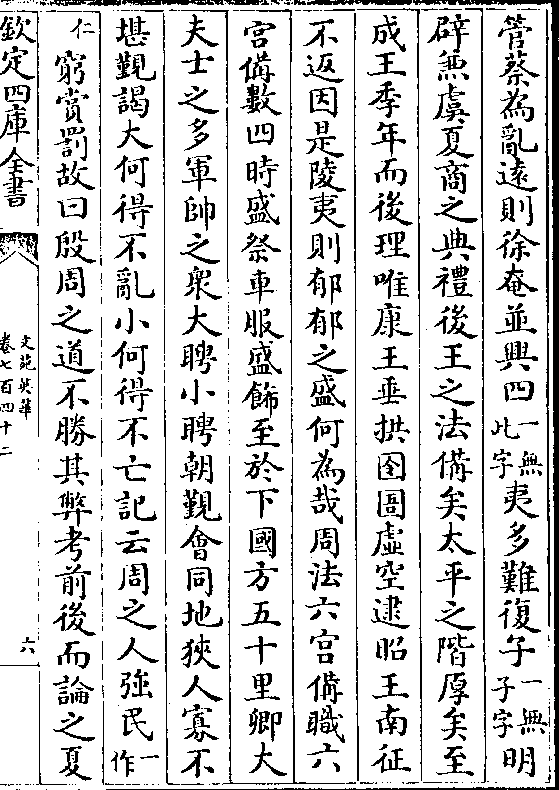 管蔡為亂遠則徐奄並興四一無此字夷多難復子一無子字明
辟兼虞夏商之典禮後王之法備矣太平之階厚矣至
成王季年而後理唯康王垂拱囹圄虛空逮昭王南征
不返因是陵夷則郁郁之盛何為哉周法六官備職六
宮備數四時盛祭車服盛飾至於下國方五十里卿大
夫士之多軍帥之衆大聘小聘朝覲會同地狹人寡不
堪覲謁大何得不亂小何得不亡記云周之人強民一作
仁窮賞罰故曰殷周之道不勝其弊考前後而論之夏
欽定四庫全書
文苑英華
卷七百四十二
六